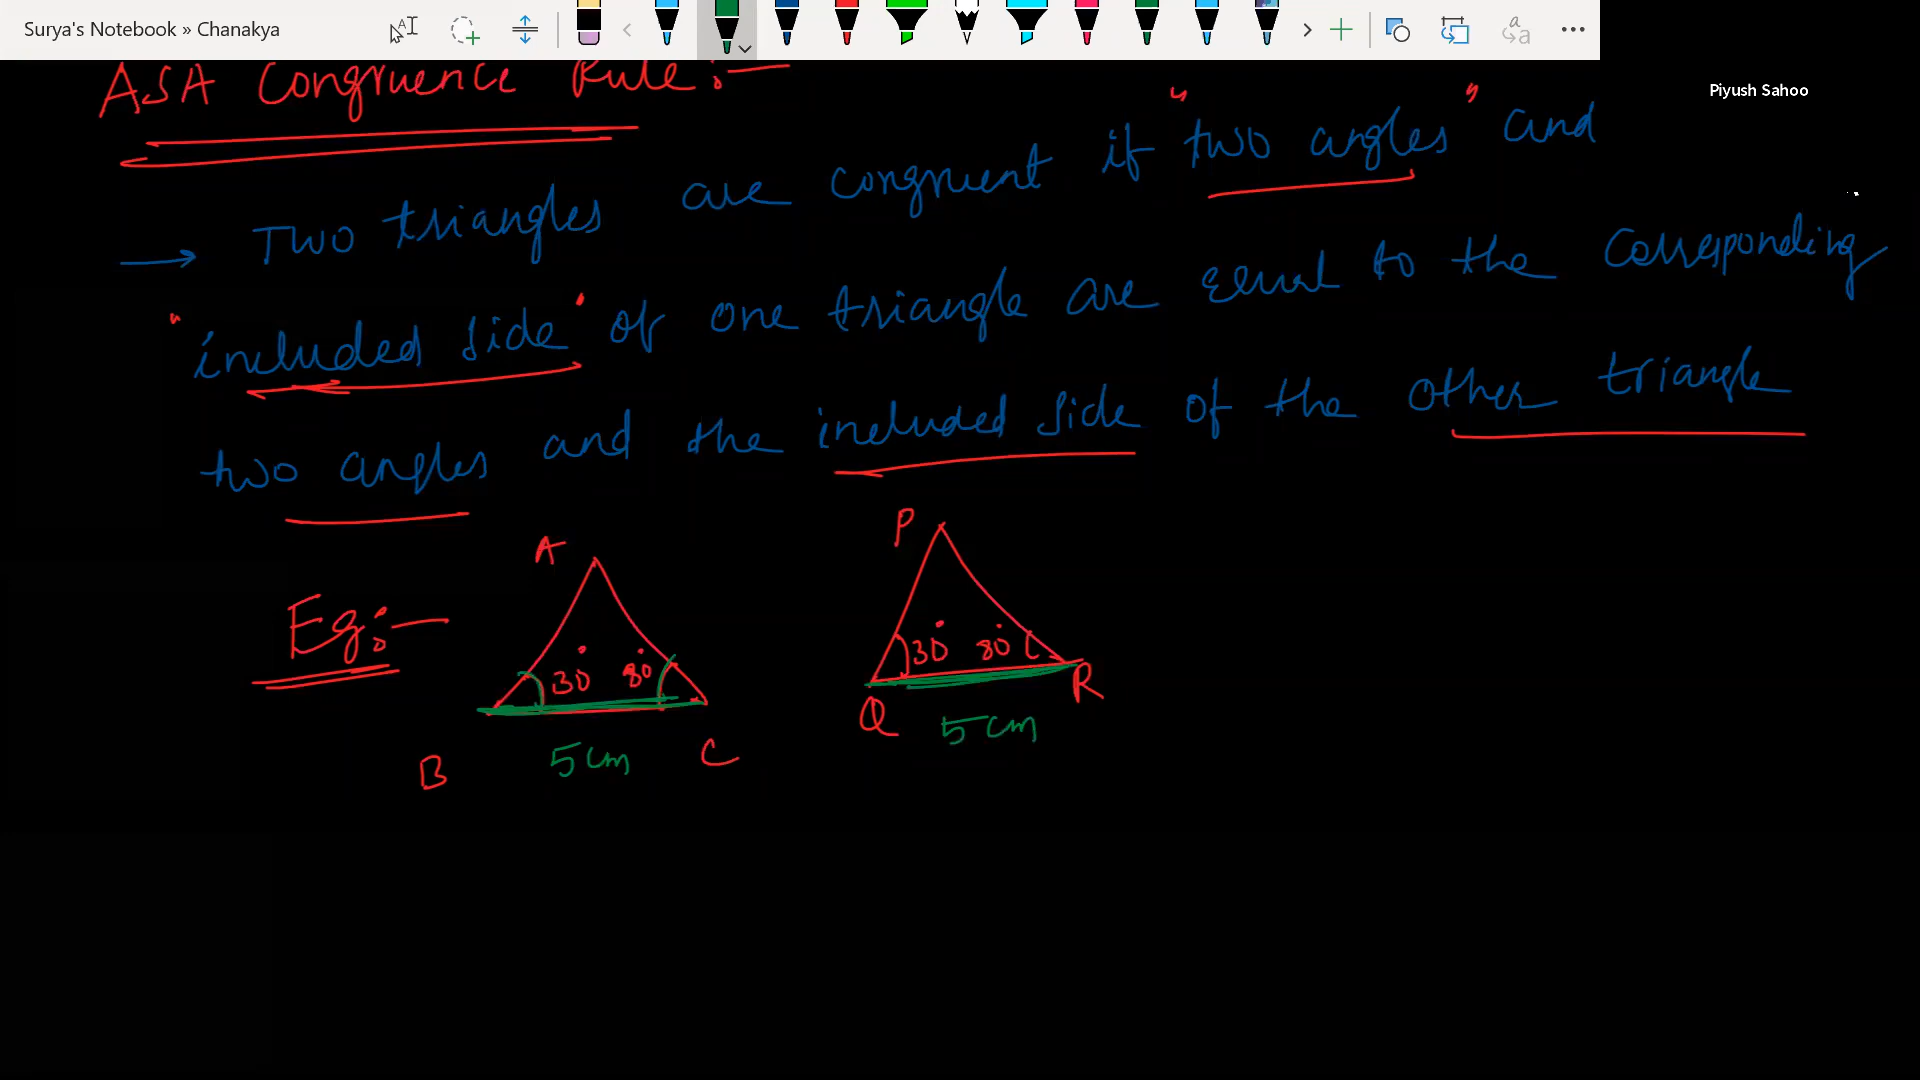 Surya's Notebook » Chanakya
Piyush Sahoo
ASA Congruence Rule:-
→ Two triangles are congruent if "two angles" and
"included side" of one triangle are equal to the corresponding
two angles and the included side of the other triangle
Eg:-
A
30° 80°
B 5cm C
P
30° 80°
Q 5cm R